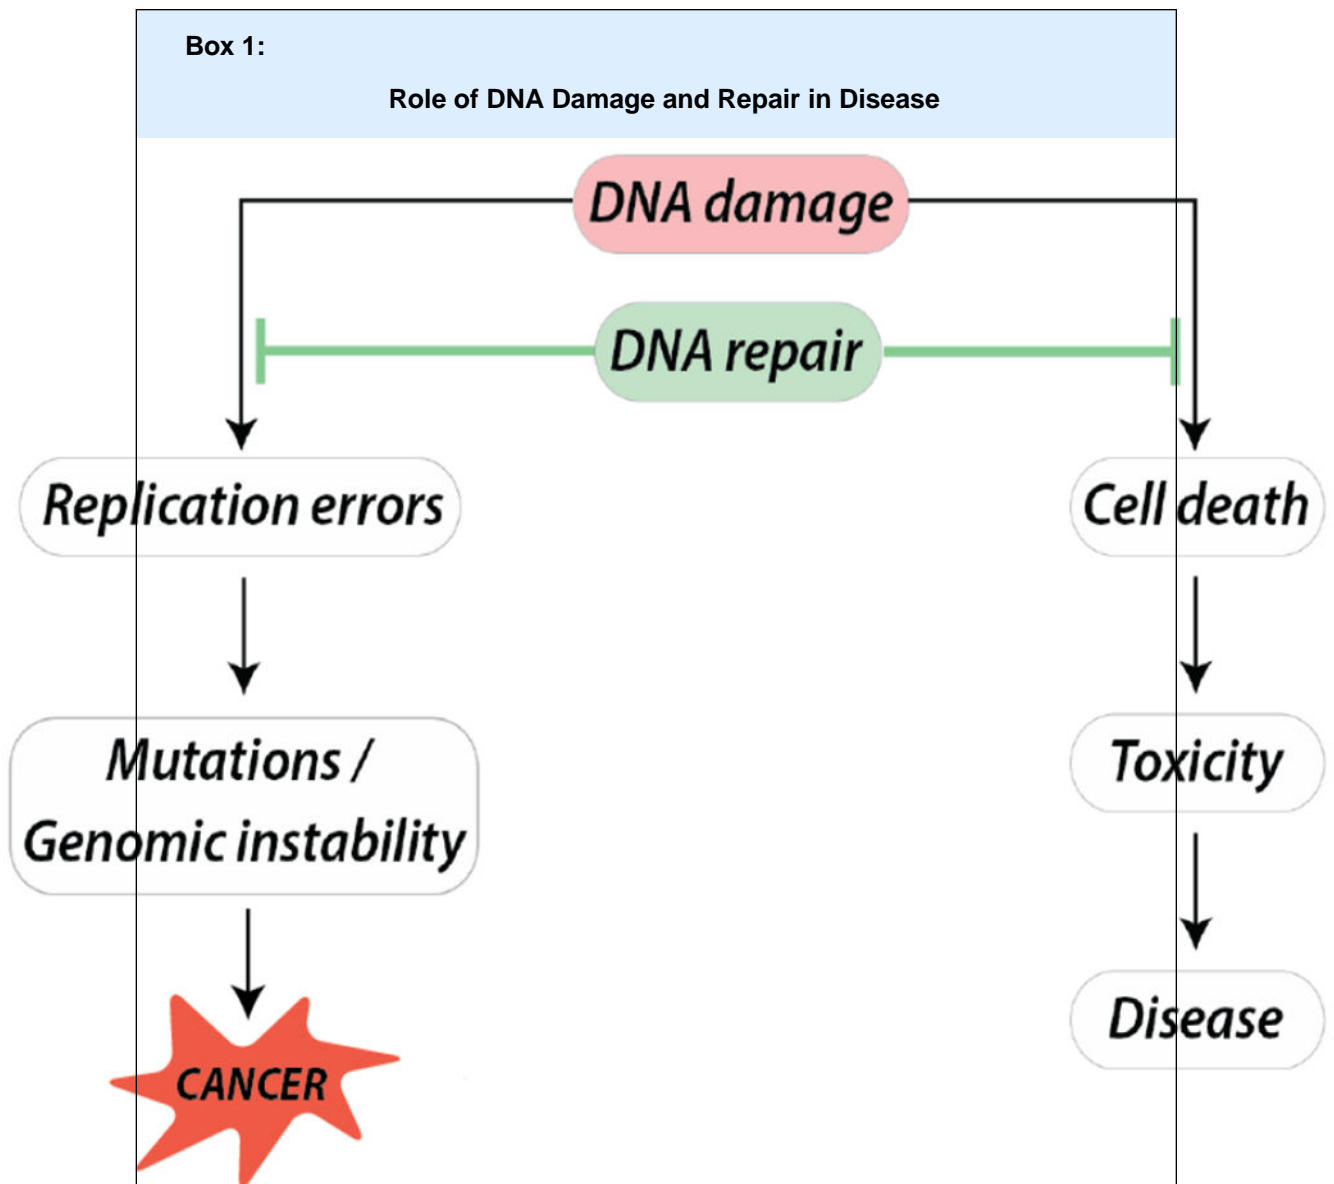 Box 1:
Role of DNA Damage and Repair in Disease
DNA damage
DNA repair
Replication errors
Cell death
Mutations /
Genomic instability
Toxicity
CANCER
Disease